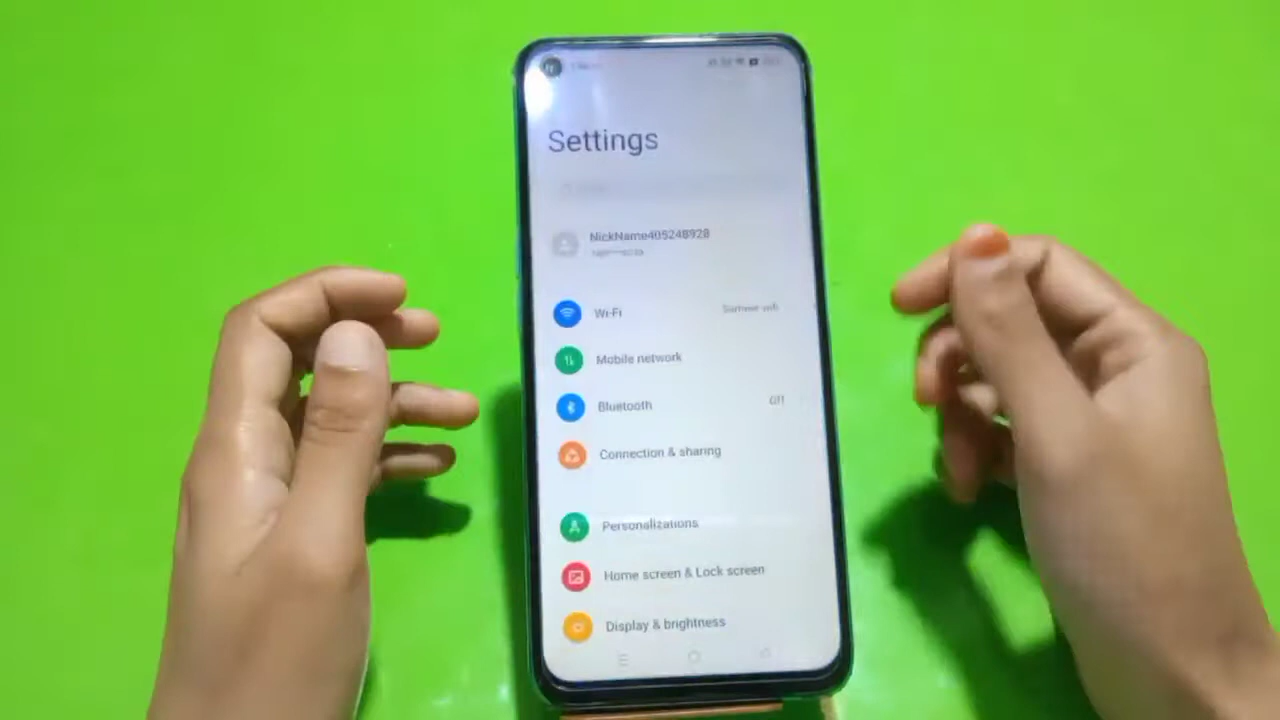 Settings
NickName405248928
Wi-Fi
Mobile network
Bluetooth
Off
Connection & sharing
Personalizations
Home screen & Lock screen
Display & brightness